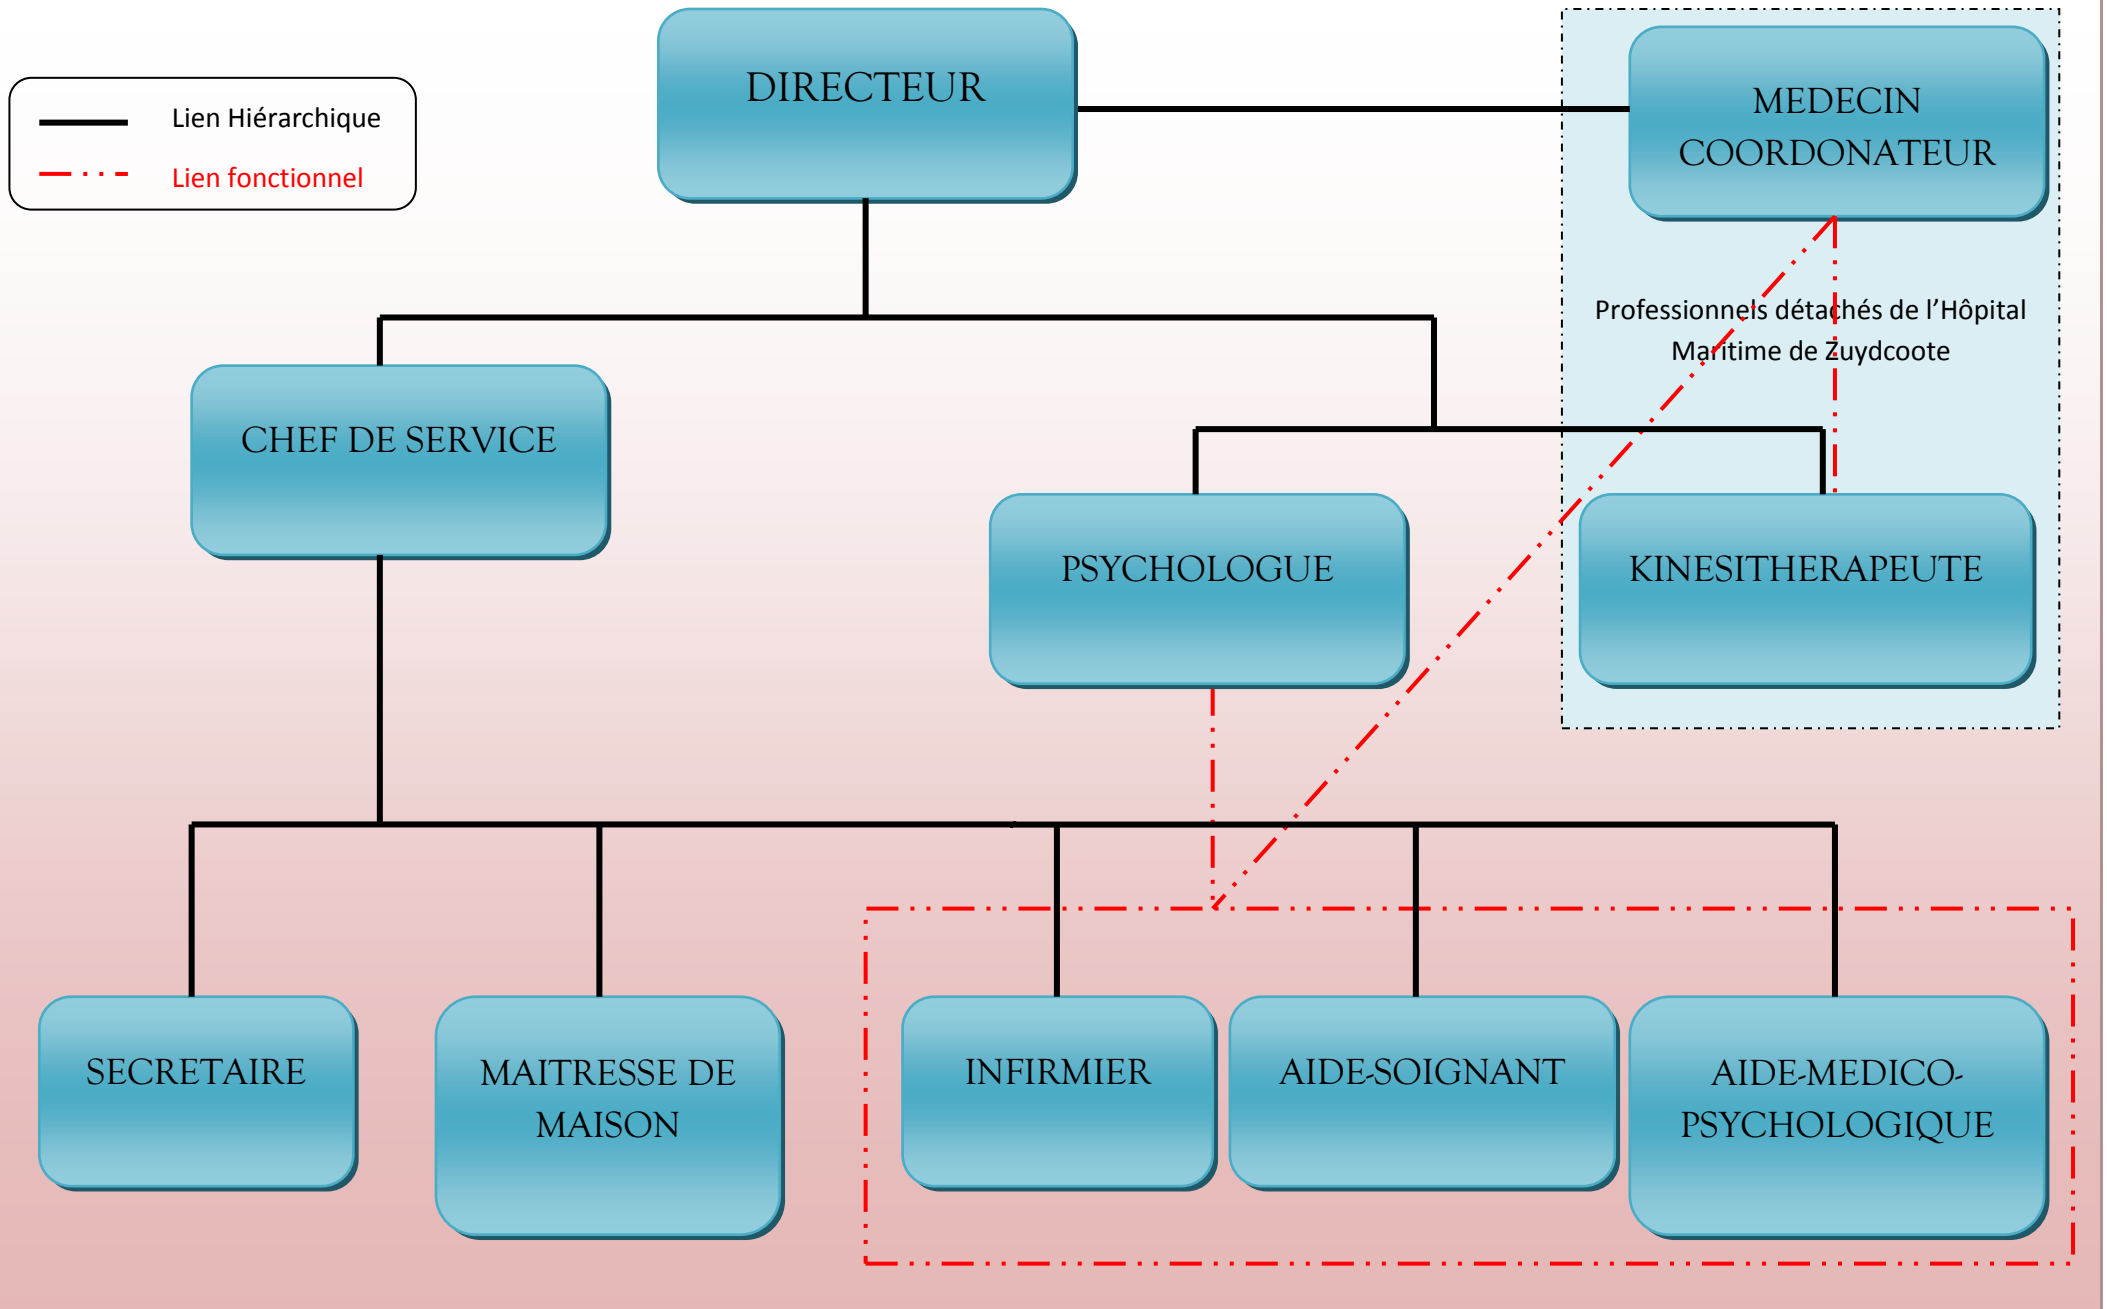 DIRECTEUR
MEDECIN
COORDONATEUR
Lien Hiérarchique
Lien fonctionnel
Professionnels détachés de l’Hôpital
Maritime de Zuydcoote
CHEF DE SERVICE
PSYCHOLOGUE
KINESITHERAPEUTE
SECRETAIRE
MAITRESSE DE
MAISON
INFIRMIER
AIDE-SOIGNANT
AIDE-MEDICO-
PSYCHOLOGIQUE